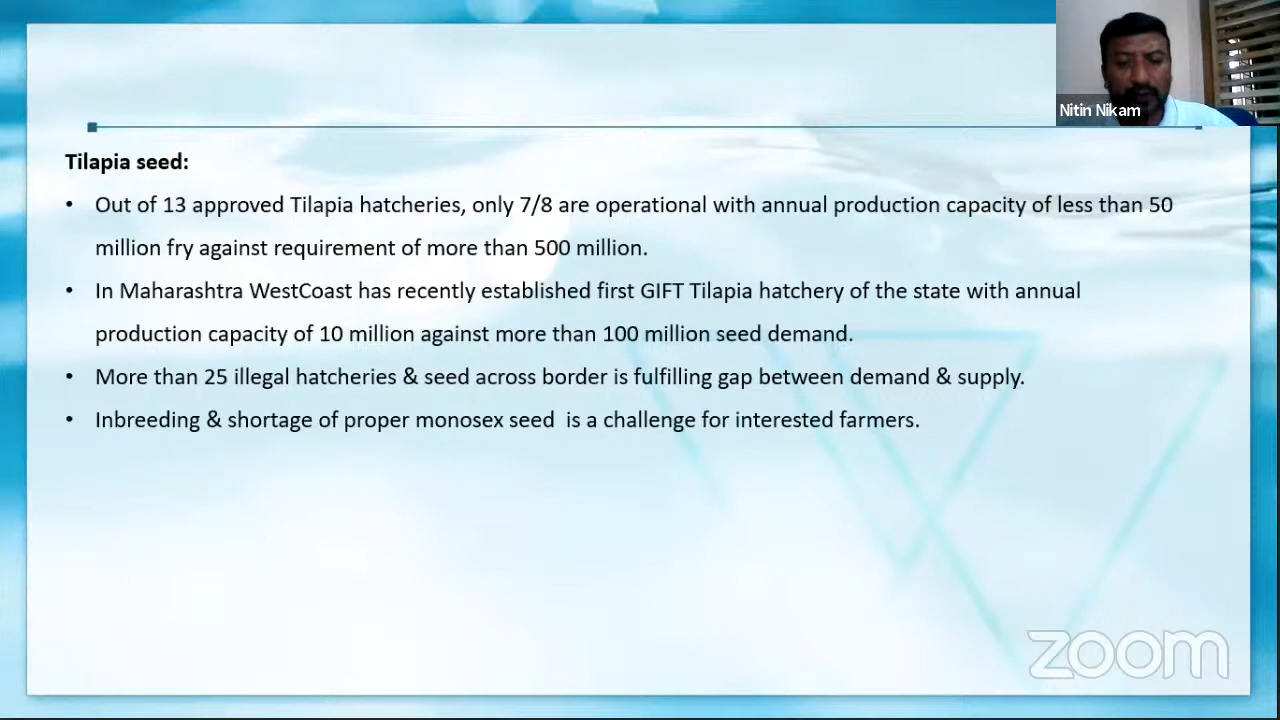 Nitin Nikam
Tilapia seed:
• Out of 13 approved Tilapia hatcheries, only 7/8 are operational with annual production capacity of less than 50
million fry against requirement of more than 500 million.
• In Maharashtra WestCoast has recently established first GIFT Tilapia hatchery of the state with annual
production capacity of 10 million against more than 100 million seed demand.
• More than 25 illegal hatcheries & seed across border is fulfilling gap between demand & supply.
• Inbreeding & shortage of proper monosex seed  is a challenge for interested farmers.
zoom